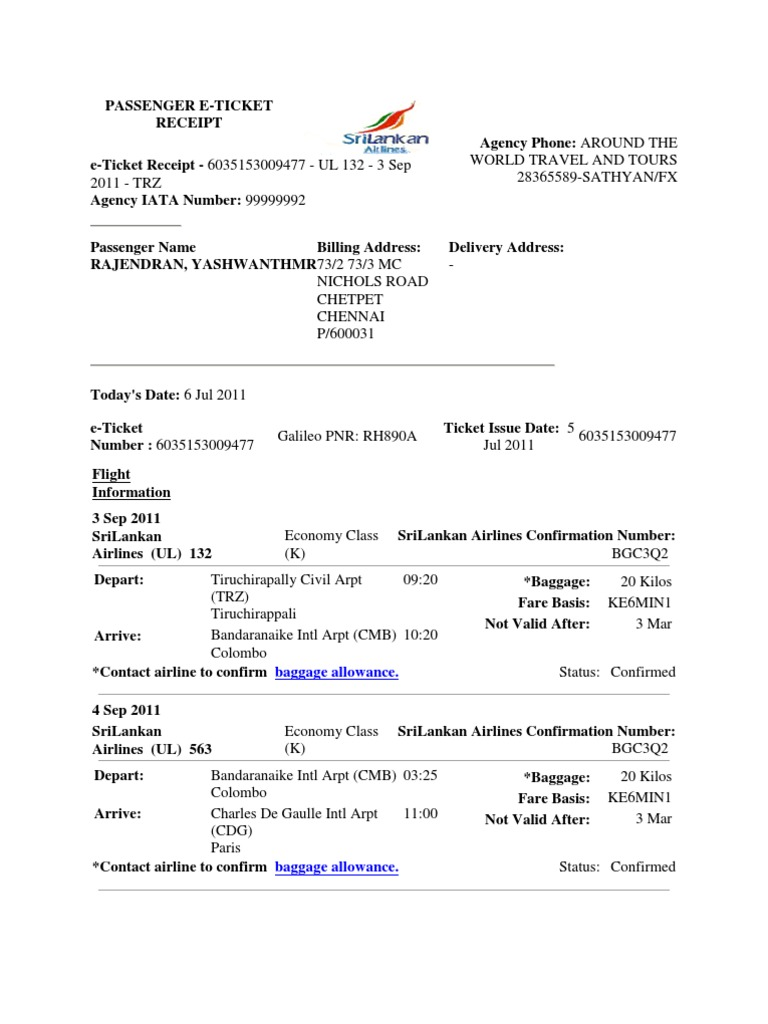 PASSENGER E-TICKET
RECEIPT
SriLankan
Airlines
Agency Phone: AROUND THE
WORLD TRAVEL AND TOURS
28365589-SATHYAN/FX
e-Ticket Receipt - 6035153009477 - UL 132 - 3 Sep
2011 - TRZ
Agency IATA Number: 99999992
Passenger Name
RAJENDRAN, YASHWANTHMR
Billing Address:
73/2 73/3 MC
NICHOLS ROAD
CHETPET
CHENNAI
P/600031
Delivery Address:
-
Today's Date: 6 Jul 2011
e-Ticket
Number : 6035153009477
Galileo PNR: RH890A
Ticket Issue Date: 5
Jul 2011
6035153009477
Flight
Information
3 Sep 2011
SriLankan
Airlines (UL) 132
Economy Class
(K)
SriLankan Airlines Confirmation Number:
BGC3Q2
Depart:
Tiruchirapally Civil Arpt
(TRZ)
Tiruchirappali
09:20
Arrive:
Bandaranaike Intl Arpt (CMB) 10:20
Colombo
*Baggage: 20 Kilos
Fare Basis: KE6MIN1
Not Valid After: 3 Mar
*Contact airline to confirm baggage allowance.
Status: Confirmed
4 Sep 2011
SriLankan
Airlines (UL) 563
Economy Class
(K)
SriLankan Airlines Confirmation Number:
BGC3Q2
Depart:
Bandaranaike Intl Arpt (CMB) 03:25
Colombo
Arrive:
Charles De Gaulle Intl Arpt
(CDG)
Paris
11:00
*Baggage: 20 Kilos
Fare Basis: KE6MIN1
Not Valid After: 3 Mar
*Contact airline to confirm baggage allowance.
Status: Confirmed